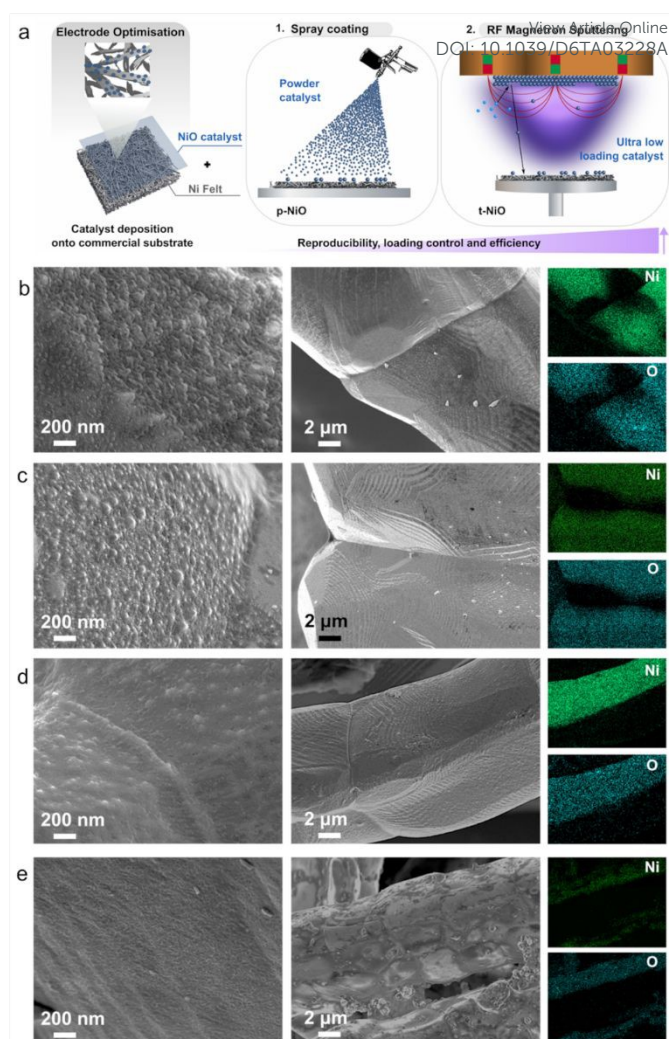 View Article Online
DOI: 10.1039/D6TA03228A
a
Electrode Optimisation
NiO catalyst
+
Ni Felt
Catalyst deposition
onto commercial substrate
1. Spray coating
Powder
catalyst
p-NiO
2. RF Magnetron Sputtering
Ultra low
loading catalyst
t-NiO
Reproducibility, loading control and efficiency
b
200 nm
2 µm
Ni
O
c
200 nm
2 µm
Ni
O
d
200 nm
2 µm
Ni
O
e
200 nm
2 µm
Ni
O